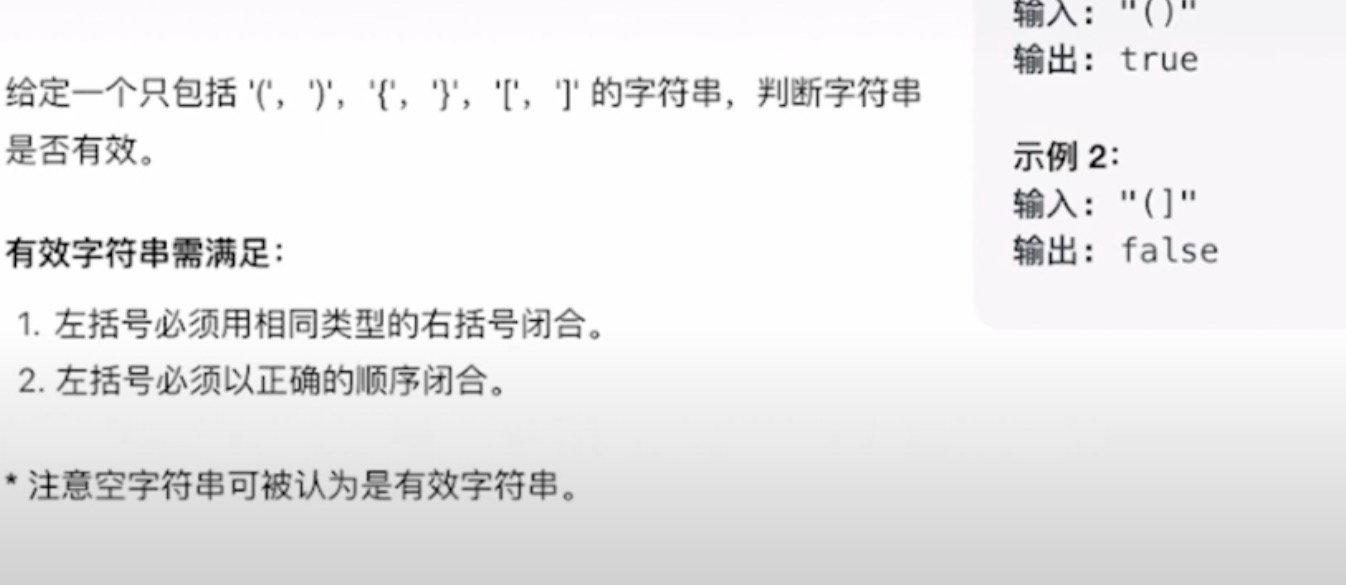 给定一个只包括 '(', ')', '{', '}', '[', ']' 的字符串，判断字符串
是否有效。
有效字符串需满足：
1. 左括号必须用相同类型的右括号闭合。
2. 左括号必须以正确的顺序闭合。
* 注意空字符串可被认为是有效字符串。
输入: "()"
输出: true
示例 2:
输入: "(]"
输出: false